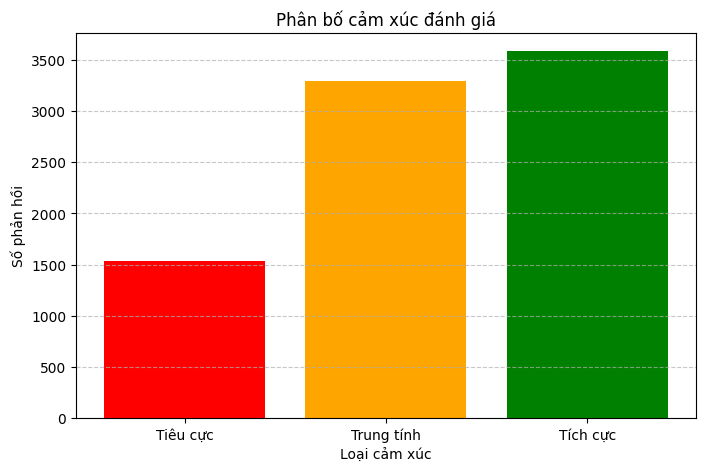 Phân bố cảm xúc đánh giá
3500
3000
2500
2000
1500
1000
500
0
Số phản hồi
Tiêu cực
Trung tính
Tích cực
Loại cảm xúc